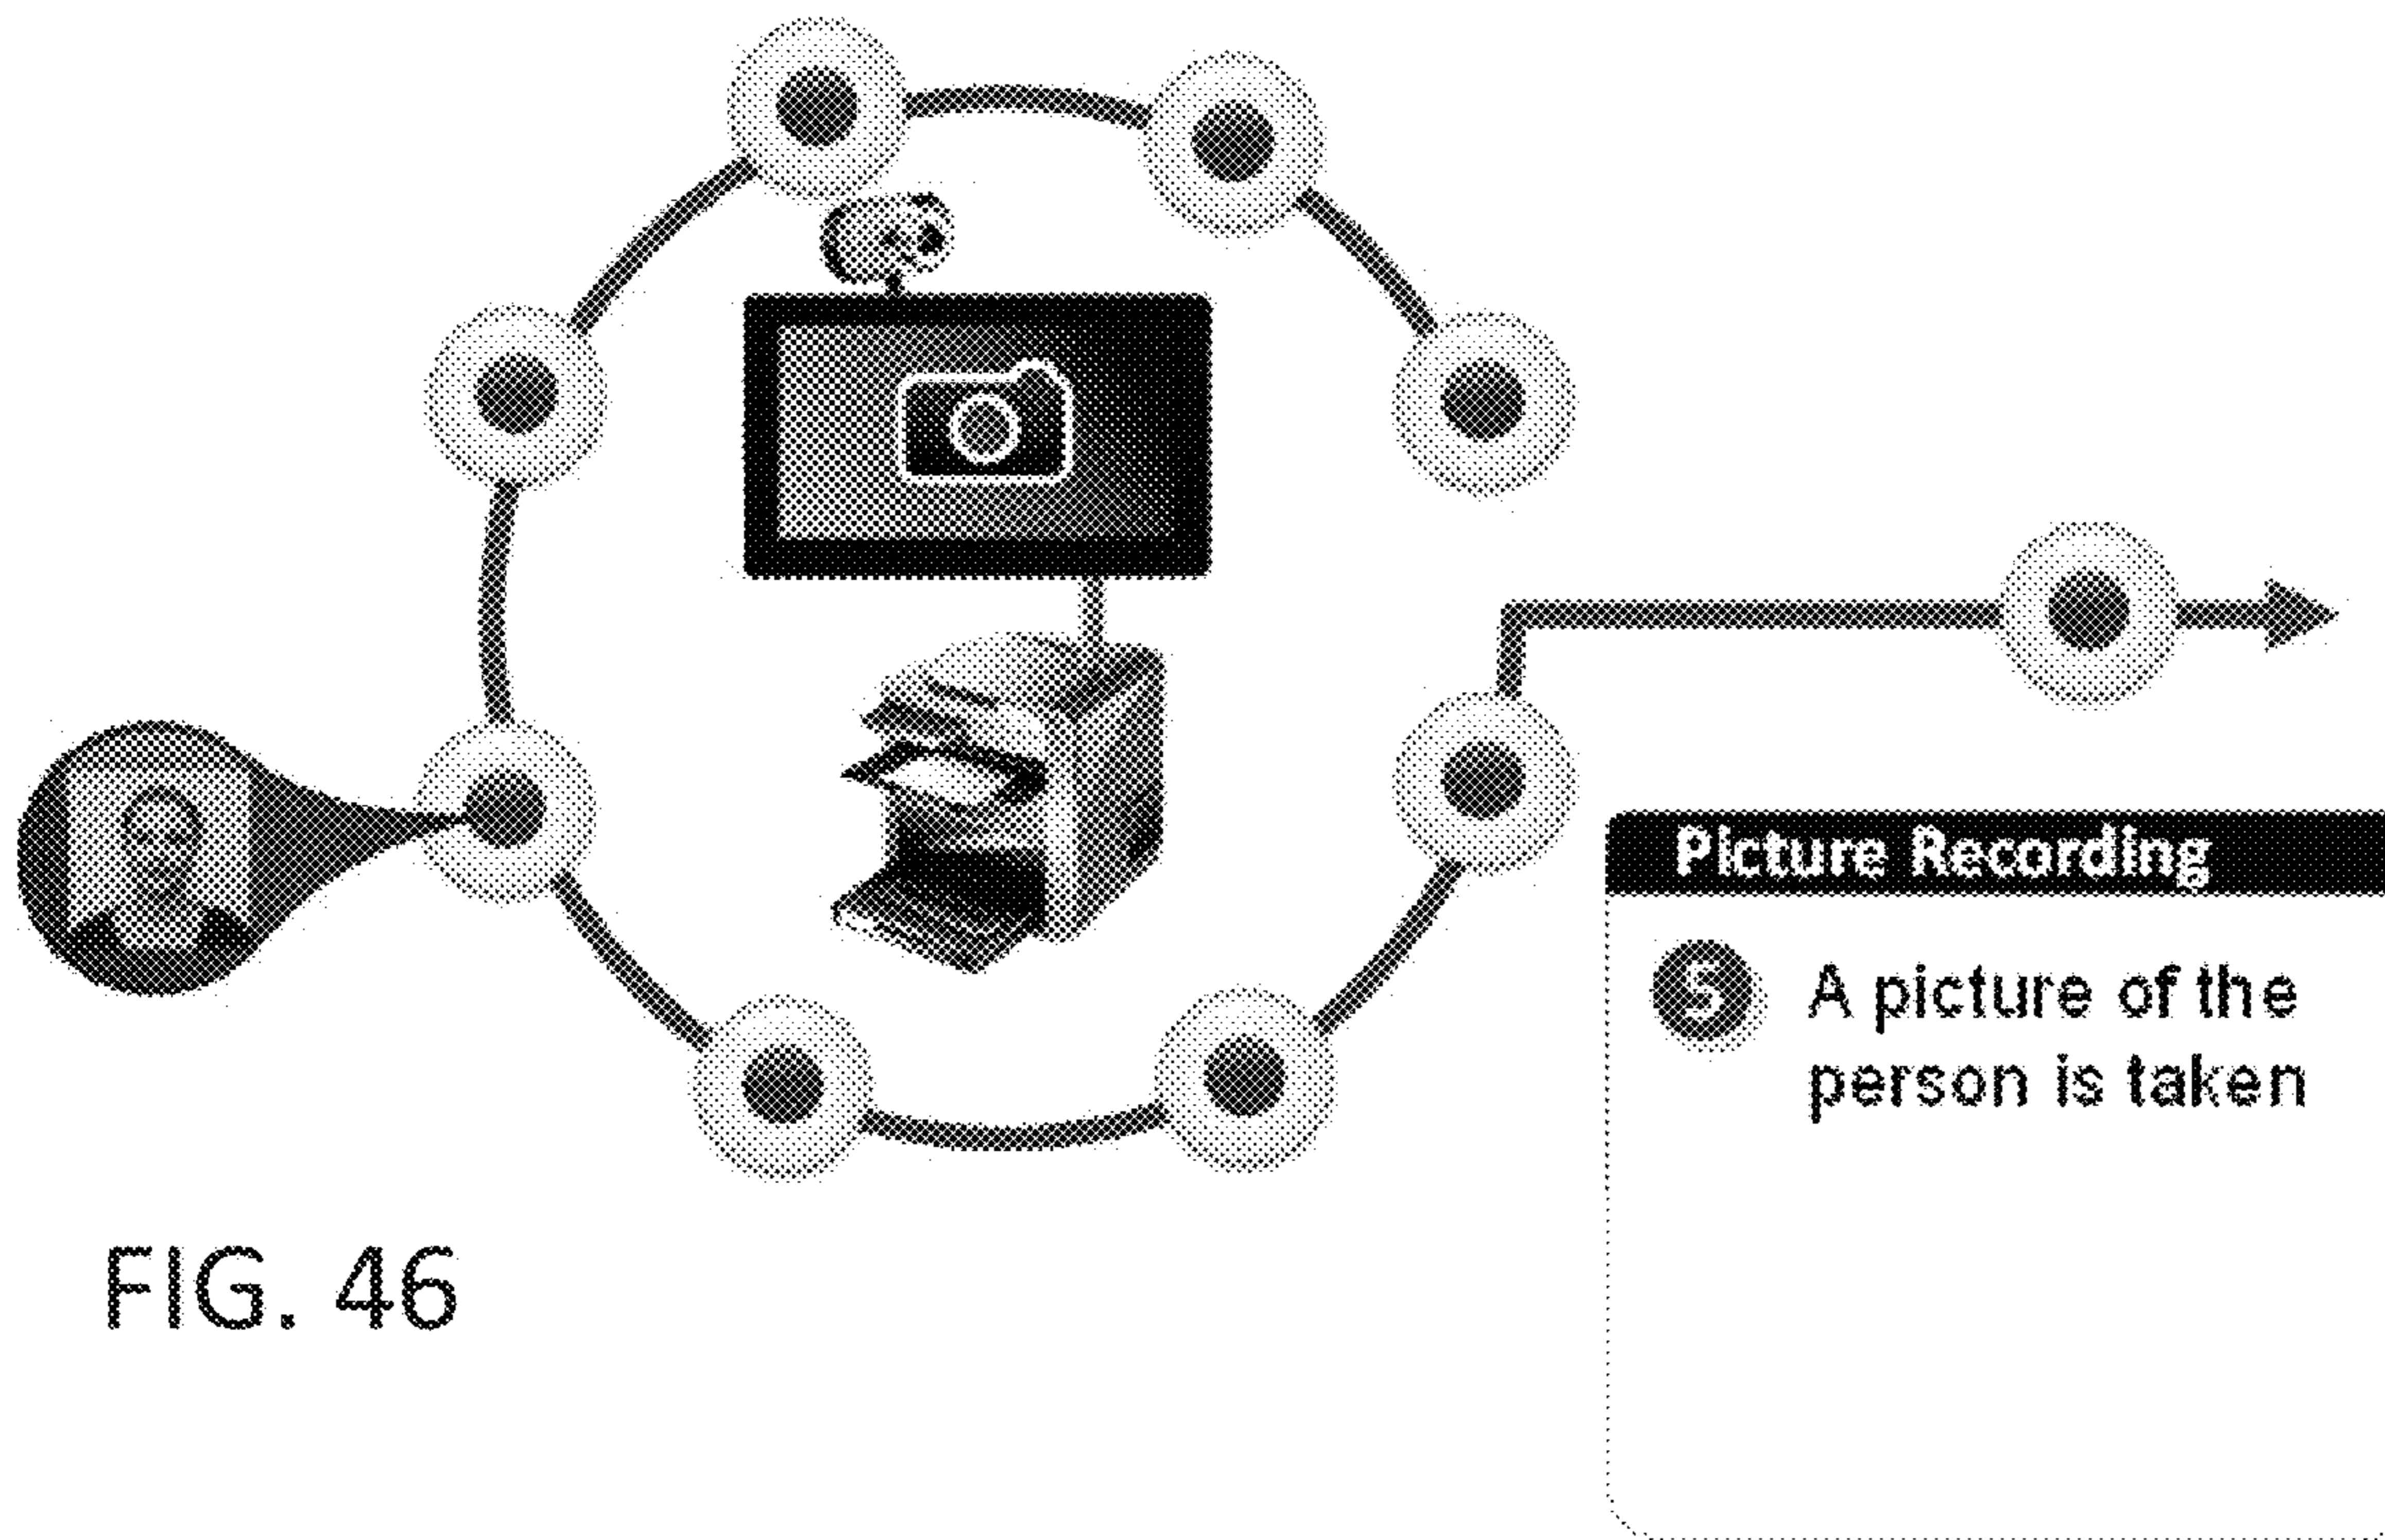 Picture Recording
5 A picture of the
person is taken
FIG. 46